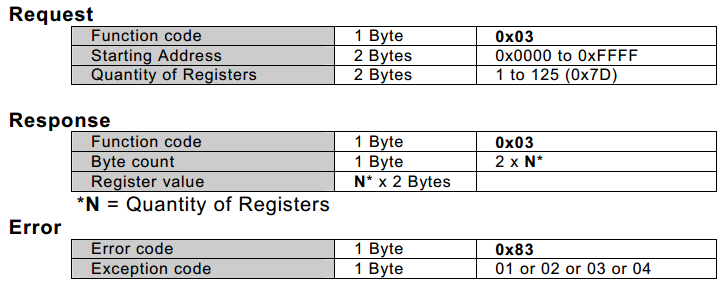 Request
Function code 1 Byte 0x03
Starting Address 2 Bytes 0x0000 to 0xFFFF
Quantity of Registers 2 Bytes 1 to 125 (0x7D)
Response
Function code 1 Byte 0x03
Byte count 1 Byte 2 x N*
Register value N* x 2 Bytes
*N = Quantity of Registers
Error
Error code 1 Byte 0x83
Exception code 1 Byte 01 or 02 or 03 or 04